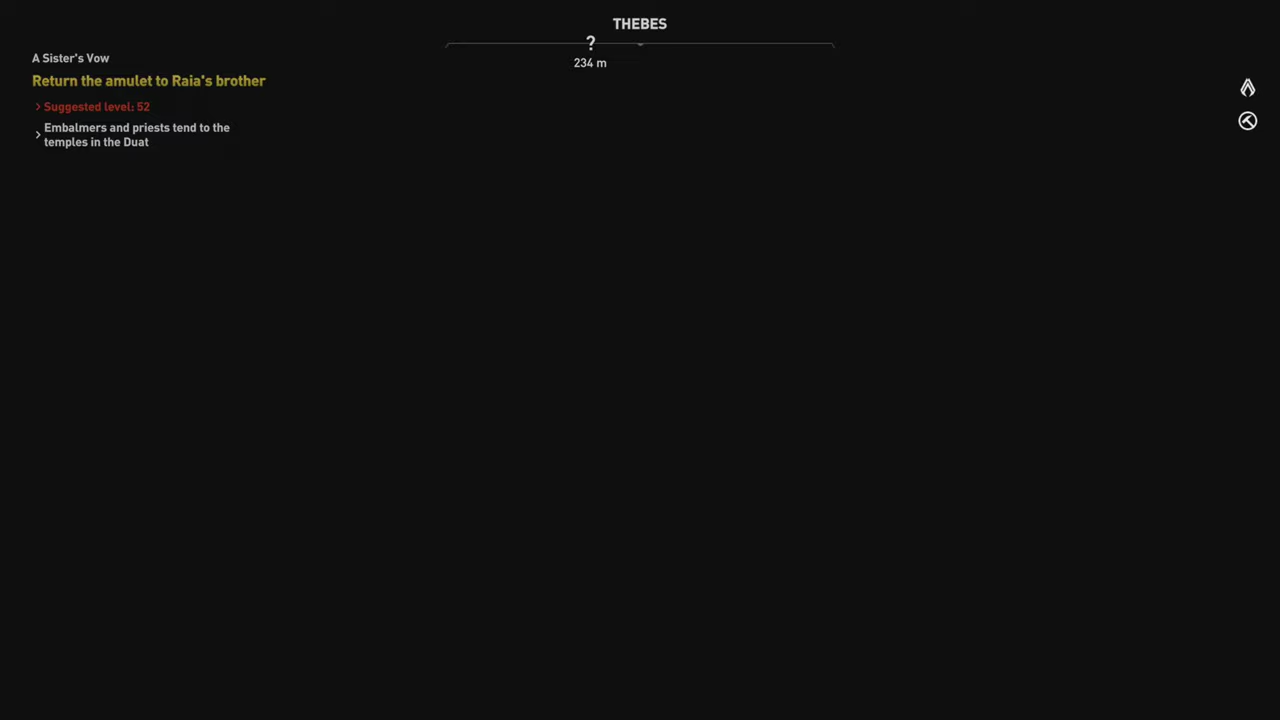 THEBES
?
234 m
A Sister's Vow
Return the amulet to Raia's brother
Suggested level: 52
Embalmers and priests tend to the
temples in the Duat